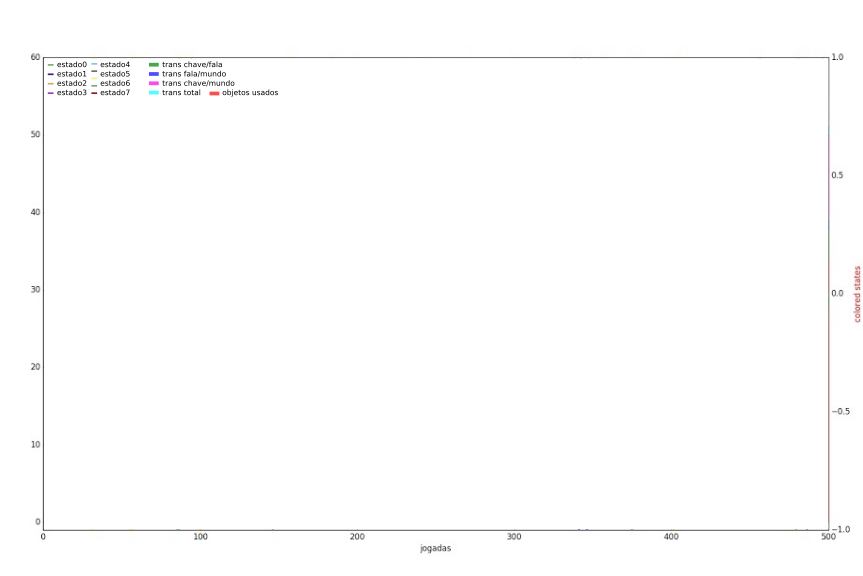 60
1.0
estado0 estado4 trans chave/fala
estado1 estado5 trans fala/mundo
estado2 estado6 trans chave/mundo
estado3 estado7 trans total objetos usados
50
0.5
40
colored states
30
0.0
20
−0.5
10
0
−1.0
0 100 200 300 400 500
jogadas